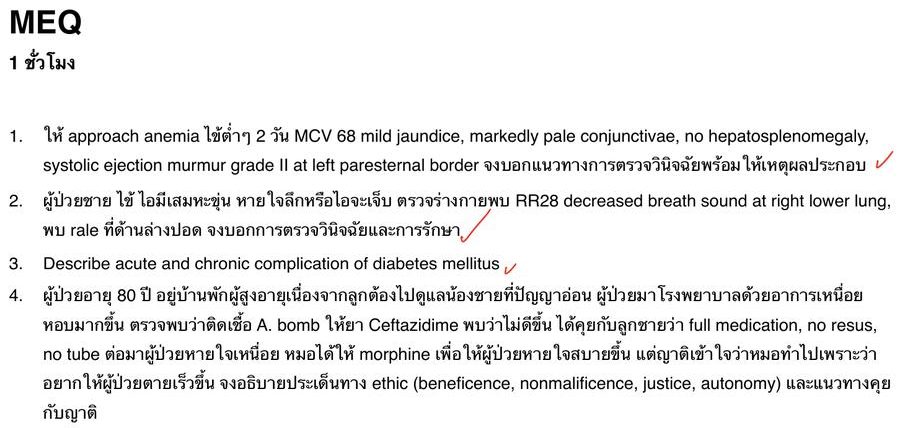 MEQ
1 ชั่วโมง
1. ให้ approach anemia ไข้ต่ำๆ 2 วัน MCV 68 mild jaundice, markedly pale conjunctivae, no hepatosplenomegaly,
systolic ejection murmur grade II at left paresternal border จงบอกแนวทางการตรวจวินิจฉัยพร้อมให้เหตุผลประกอบ
2. ผู้ป่วยชาย ไข้ ไอมีเสมหะขุ่น หายใจลึกหรือไอจะเจ็บ ตรวจร่างกายพบ RR28 decreased breath sound at right lower lung,
พบ rale ที่ด้านล่างปอด จงบอกการตรวจวินิจฉัยและการรักษา
3. Describe acute and chronic complication of diabetes mellitus
4. ผู้ป่วยอายุ 80 ปี อยู่บ้านพักผู้สูงอายุเนื่องจากลูกต้องไปดูแลน้องชายที่ปัญญาอ่อน ผู้ป่วยมาโรงพยาบาลด้วยอาการเหนื่อย
หอบมากขึ้น ตรวจพบว่าติดเชื้อ A. bomb ให้ยา Ceftazidime พบว่าไม่ดีขึ้น ได้คุยกับลูกชายว่า full medication, no resus,
no tube ต่อมาผู้ป่วยหายใจเหนื่อย หมอได้ให้ morphine เพื่อให้ผู้ป่วยหายใจสบายขึ้น แต่ญาติเข้าใจว่าหมอทำไปเพราะว่า
อยากให้ผู้ป่วยตายเร็วขึ้น จงอธิบายประเด็นทาง ethic (beneficence, nonmalificence, justice, autonomy) และแนวทางคุย
กับญาติ